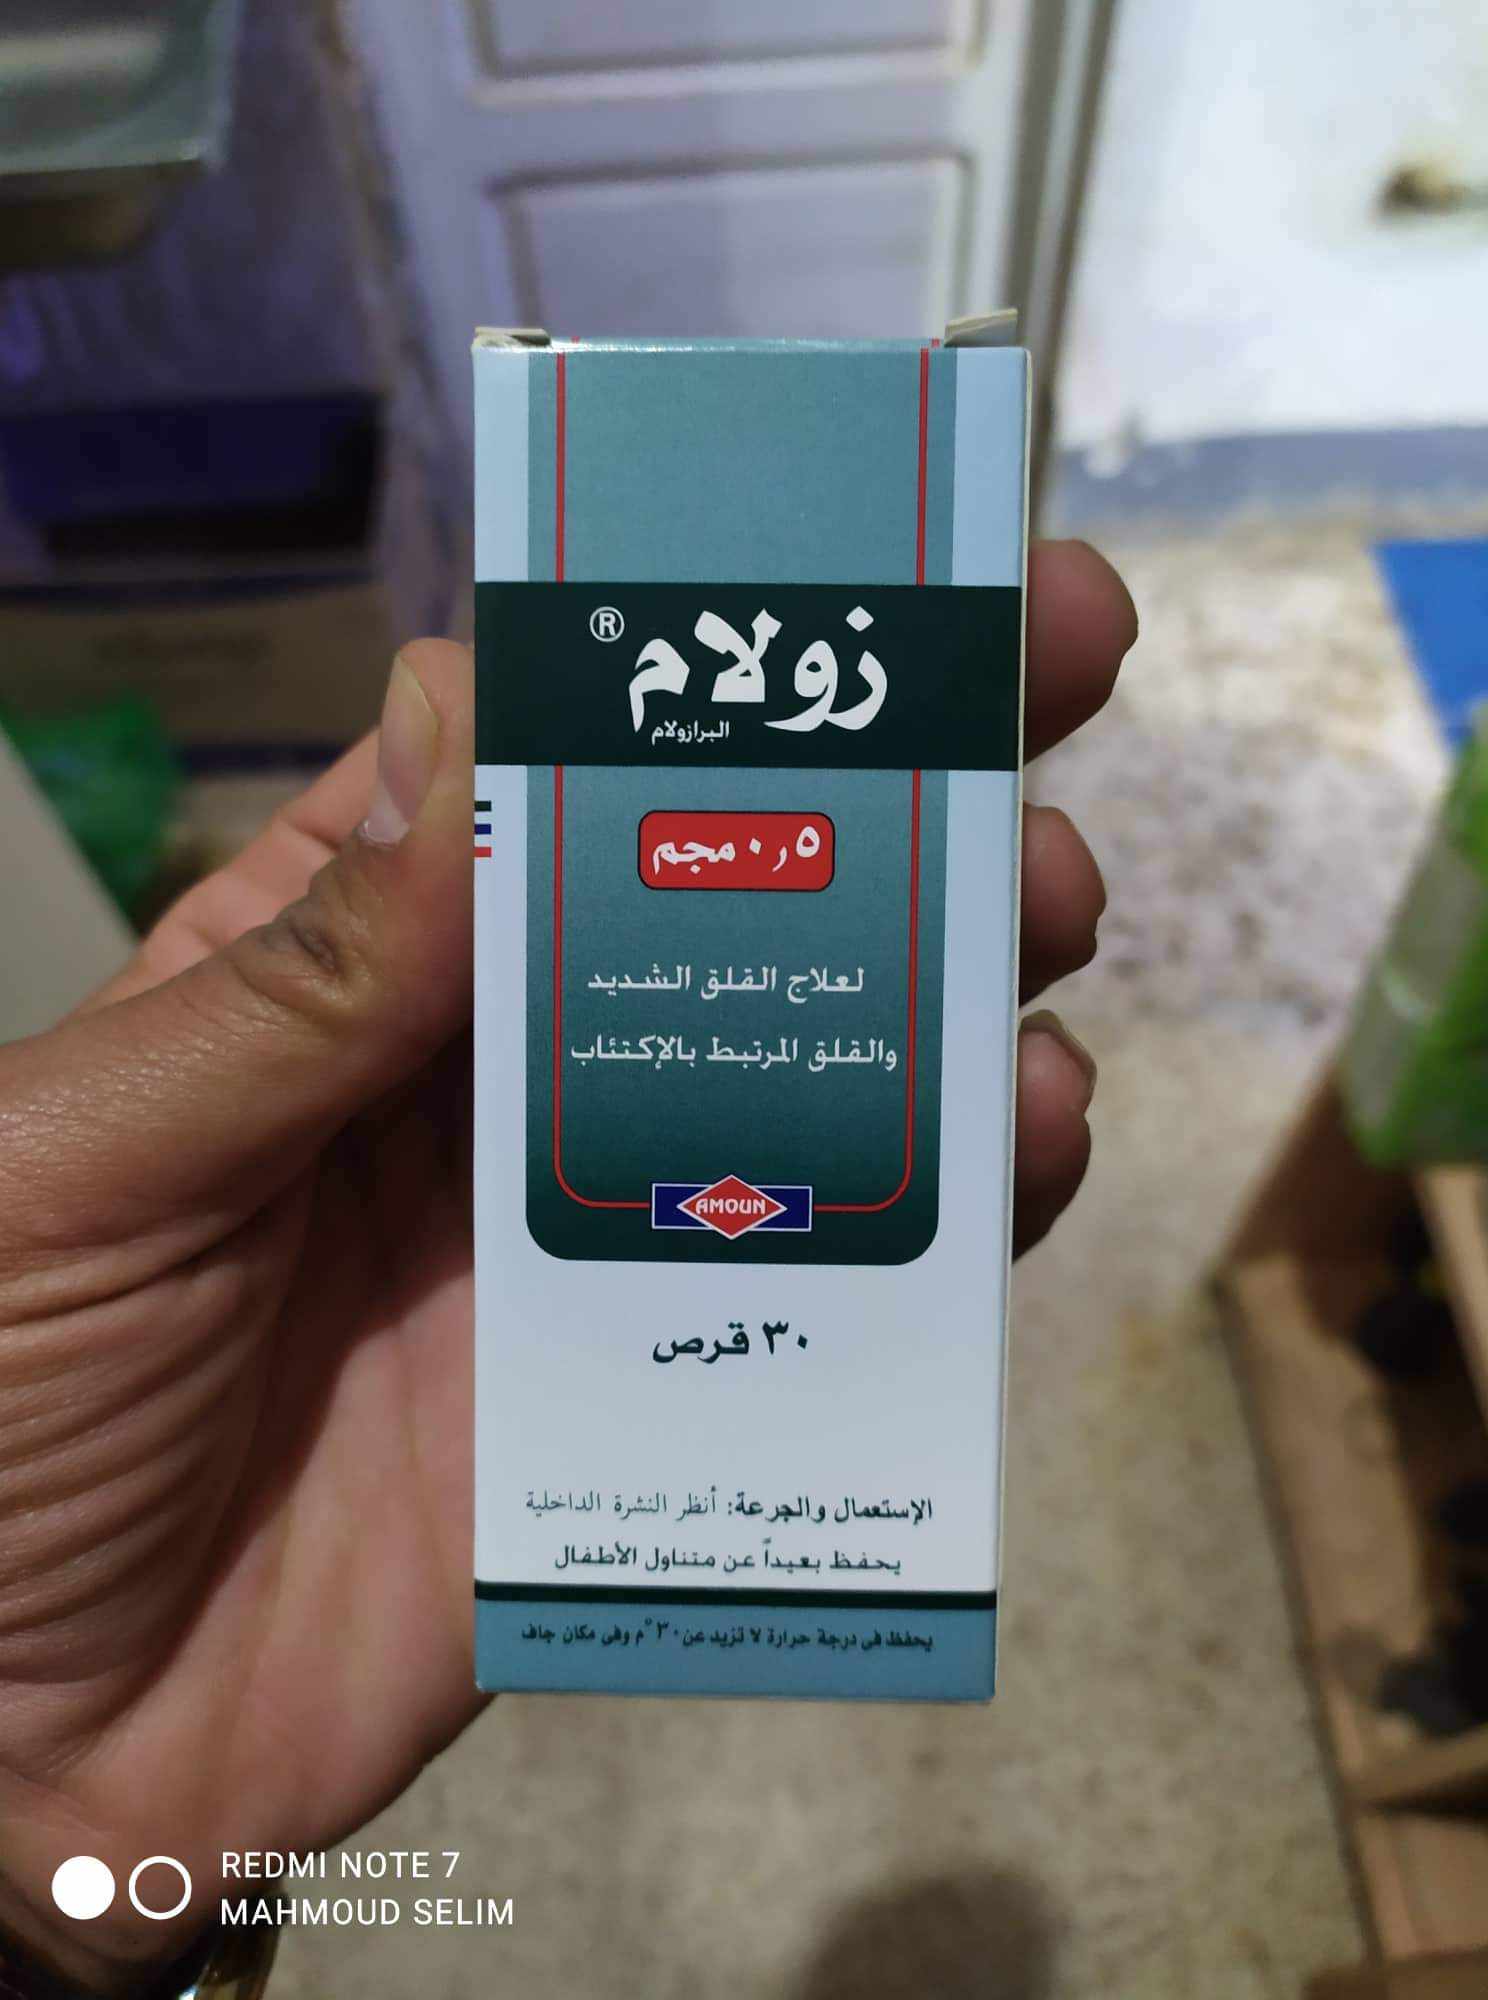 زولام®
البرازولام
٠٫٥ مجم
لعلاج القلق الشديد
والقلق المرتبط بالإكتئاب
AMOUN
٣٠ قرص
الإستعمال والجرعة: أنظر النشرة الداخلية
يحفظ بعيداً عن متناول الأطفال
يحفظ فى درجة حرارة لا تزيد عن ٣٠°م وفى مكان جاف
REDMI NOTE 7
MAHMOUD SELIM